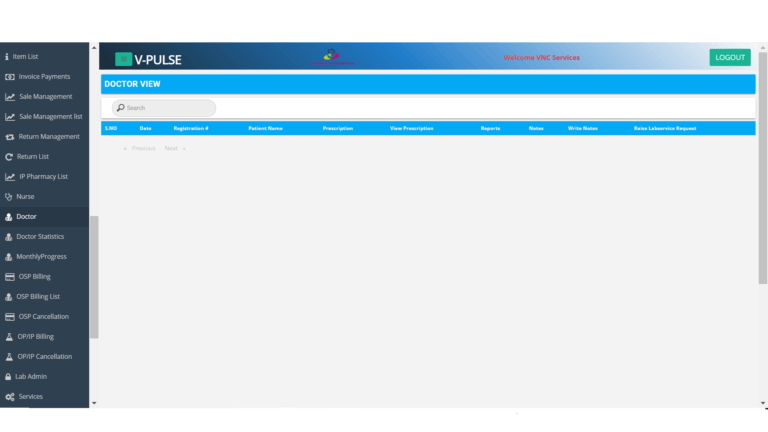 V-PULSE
Welcome VNC Services
LOGOUT
Item List
Invoice Payments
Sale Management
Sale Management list
Return Management
Return List
IP Pharmacy List
Nurse
Doctor
Doctor Statistics
MonthlyProgress
OSP Billing
OSP Billing List
OSP Cancellation
OP/IP Billing
OP/IP Cancellation
Lab Admin
Services
DOCTOR VIEW
Search
S.NO Date Registration # Patient Name Prescription View Prescription Reports Notes Write Notes Raise Labservice Request
« Previous Next »